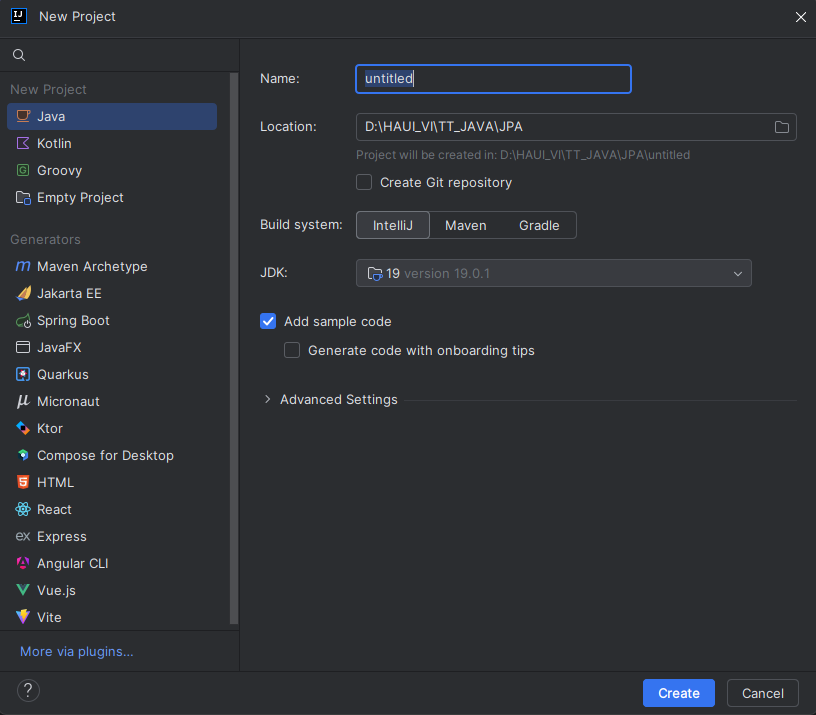 New Project
New Project
Java
Kotlin
Groovy
Empty Project
Generators
Maven Archetype
Jakarta EE
Spring Boot
JavaFX
Quarkus
Micronaut
Ktor
Compose for Desktop
HTML
React
Express
Angular CLI
Vue.js
Vite
More via plugins...
Name:
untitled
Location:
D:\HAUI_VI\TT_JAVA\JPA
Project will be created in: D:\HAUI_VI\TT_JAVA\JPA\untitled
Create Git repository
Build system: IntelliJ Maven Gradle
JDK: 19 version 19.0.1
Add sample code
Generate code with onboarding tips
Advanced Settings
?
Create Cancel